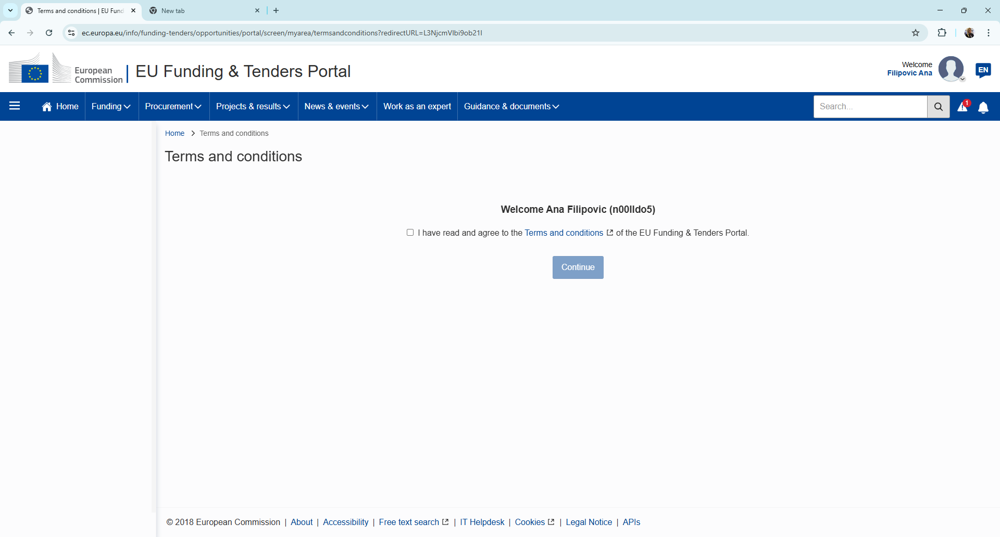 Terms and conditions | EU Fund
New tab
ec.europa.eu/info/funding-tenders/opportunities/portal/screen/myarea/termsandconditions?redirectURL=L3NjcmVlbi9ob21l
European
Commission
EU Funding & Tenders Portal
Welcome
Filipovic Ana
EN
Home
Funding
Procurement
Projects & results
News & events
Work as an expert
Guidance & documents
Search...
1
Home > Terms and conditions
Terms and conditions
Welcome Ana Filipovic (n00lldo5)
I have read and agree to the Terms and conditions of the EU Funding & Tenders Portal.
Continue
© 2018 European Commission | About | Accessibility | Free text search | IT Helpdesk | Cookies | Legal Notice | APIs